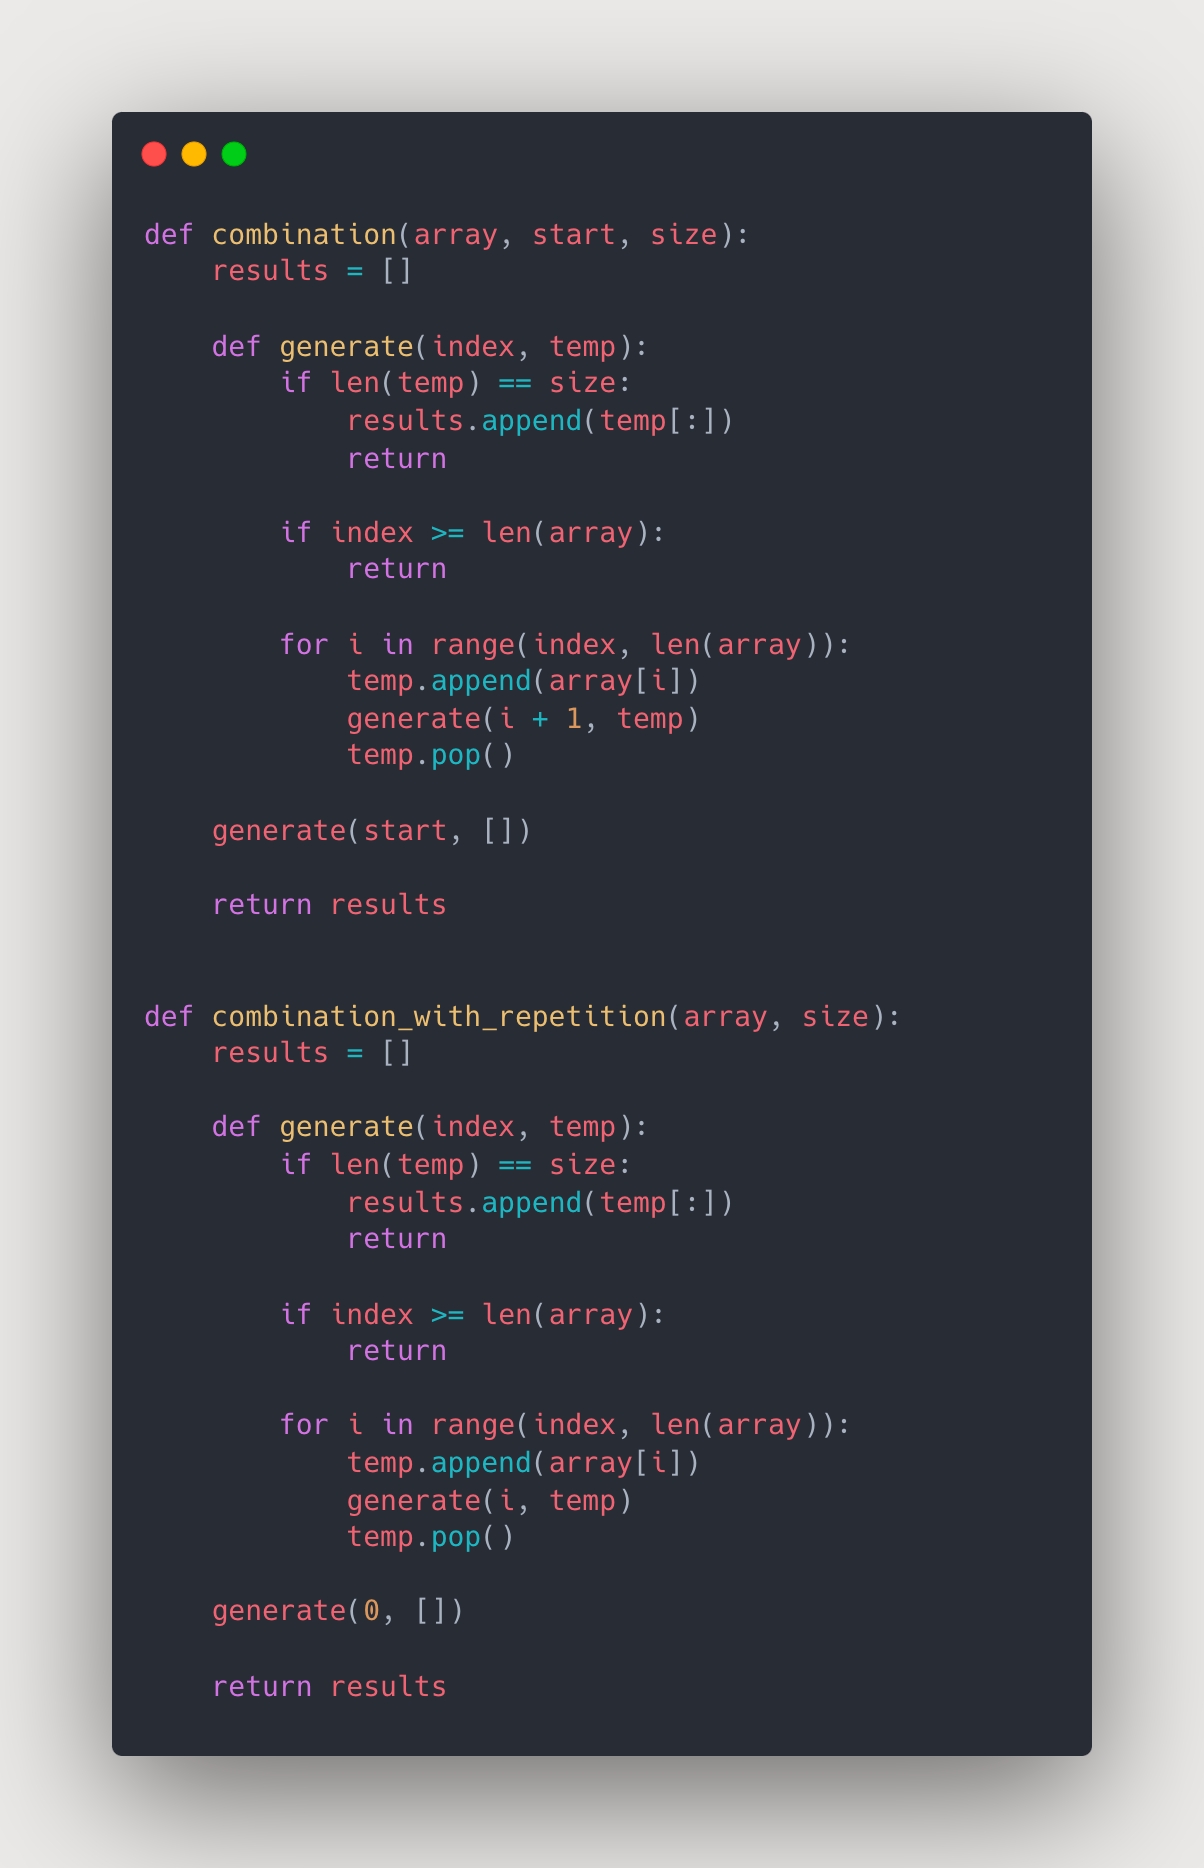 def combination(array, start, size):
    results = []

    def generate(index, temp):
        if len(temp) == size:
            results.append(temp[:])
            return

        if index >= len(array):
            return

        for i in range(index, len(array)):
            temp.append(array[i])
            generate(i + 1, temp)
            temp.pop()

    generate(start, [])

    return results


def combination_with_repetition(array, size):
    results = []

    def generate(index, temp):
        if len(temp) == size:
            results.append(temp[:])
            return

        if index >= len(array):
            return

        for i in range(index, len(array)):
            temp.append(array[i])
            generate(i, temp)
            temp.pop()

    generate(0, [])

    return results